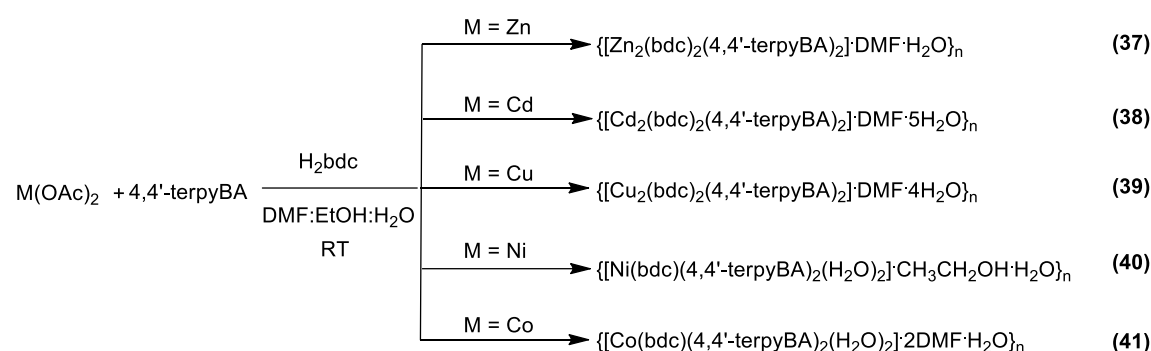 M = Zn
{[Zn₂(bdc)₂(4,4'-terpyBA)₂]·DMF·H₂O}ₙ (37)
M = Cd
{[Cd₂(bdc)₂(4,4'-terpyBA)₂]·DMF·5H₂O}ₙ (38)
M(OAc)₂ + 4,4'-terpyBA
H₂bdc
DMF:EtOH:H₂O
RT
M = Cu
{[Cu₂(bdc)₂(4,4'-terpyBA)₂]·DMF·4H₂O}ₙ (39)
M = Ni
{[Ni(bdc)(4,4'-terpyBA)₂(H₂O)₂]·CH₃CH₂OH·H₂O}ₙ (40)
M = Co
{[Co(bdc)(4,4'-terpyBA)₂(H₂O)₂]·2DMF·H₂O}ₙ (41)